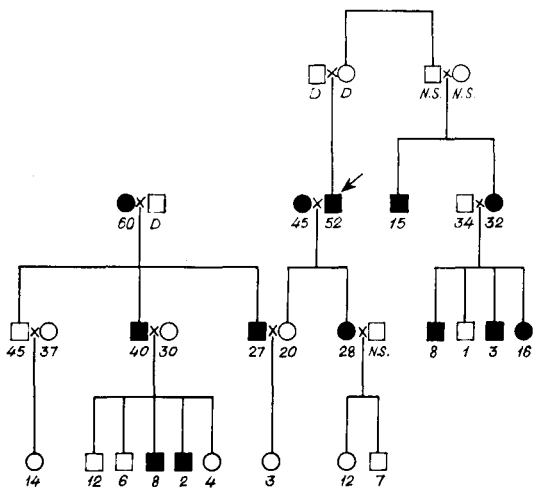 D × D N.S. × N.S.
60 × D 45 × 52 15 34 × 32
45 × 37 40 × 30 27 × 20 28 × N.S. 8 1 3 16
14 12 6 8 2 4 3 12 7